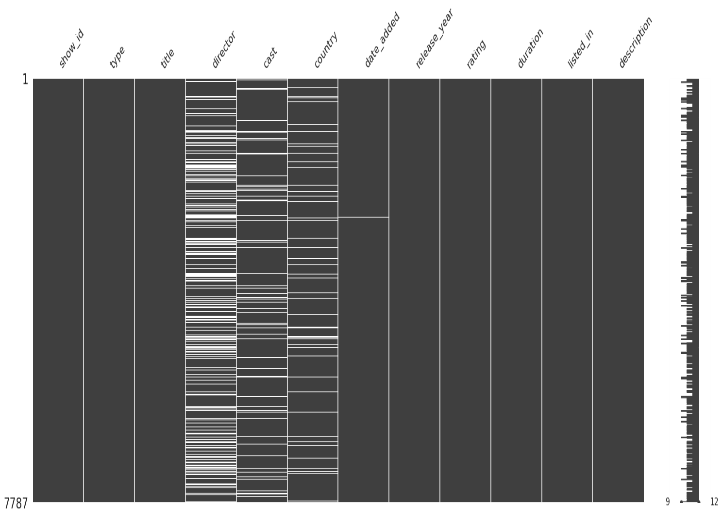 show_id type title director cast country date_added release_year rating duration listed_in description
1
7787
9 12